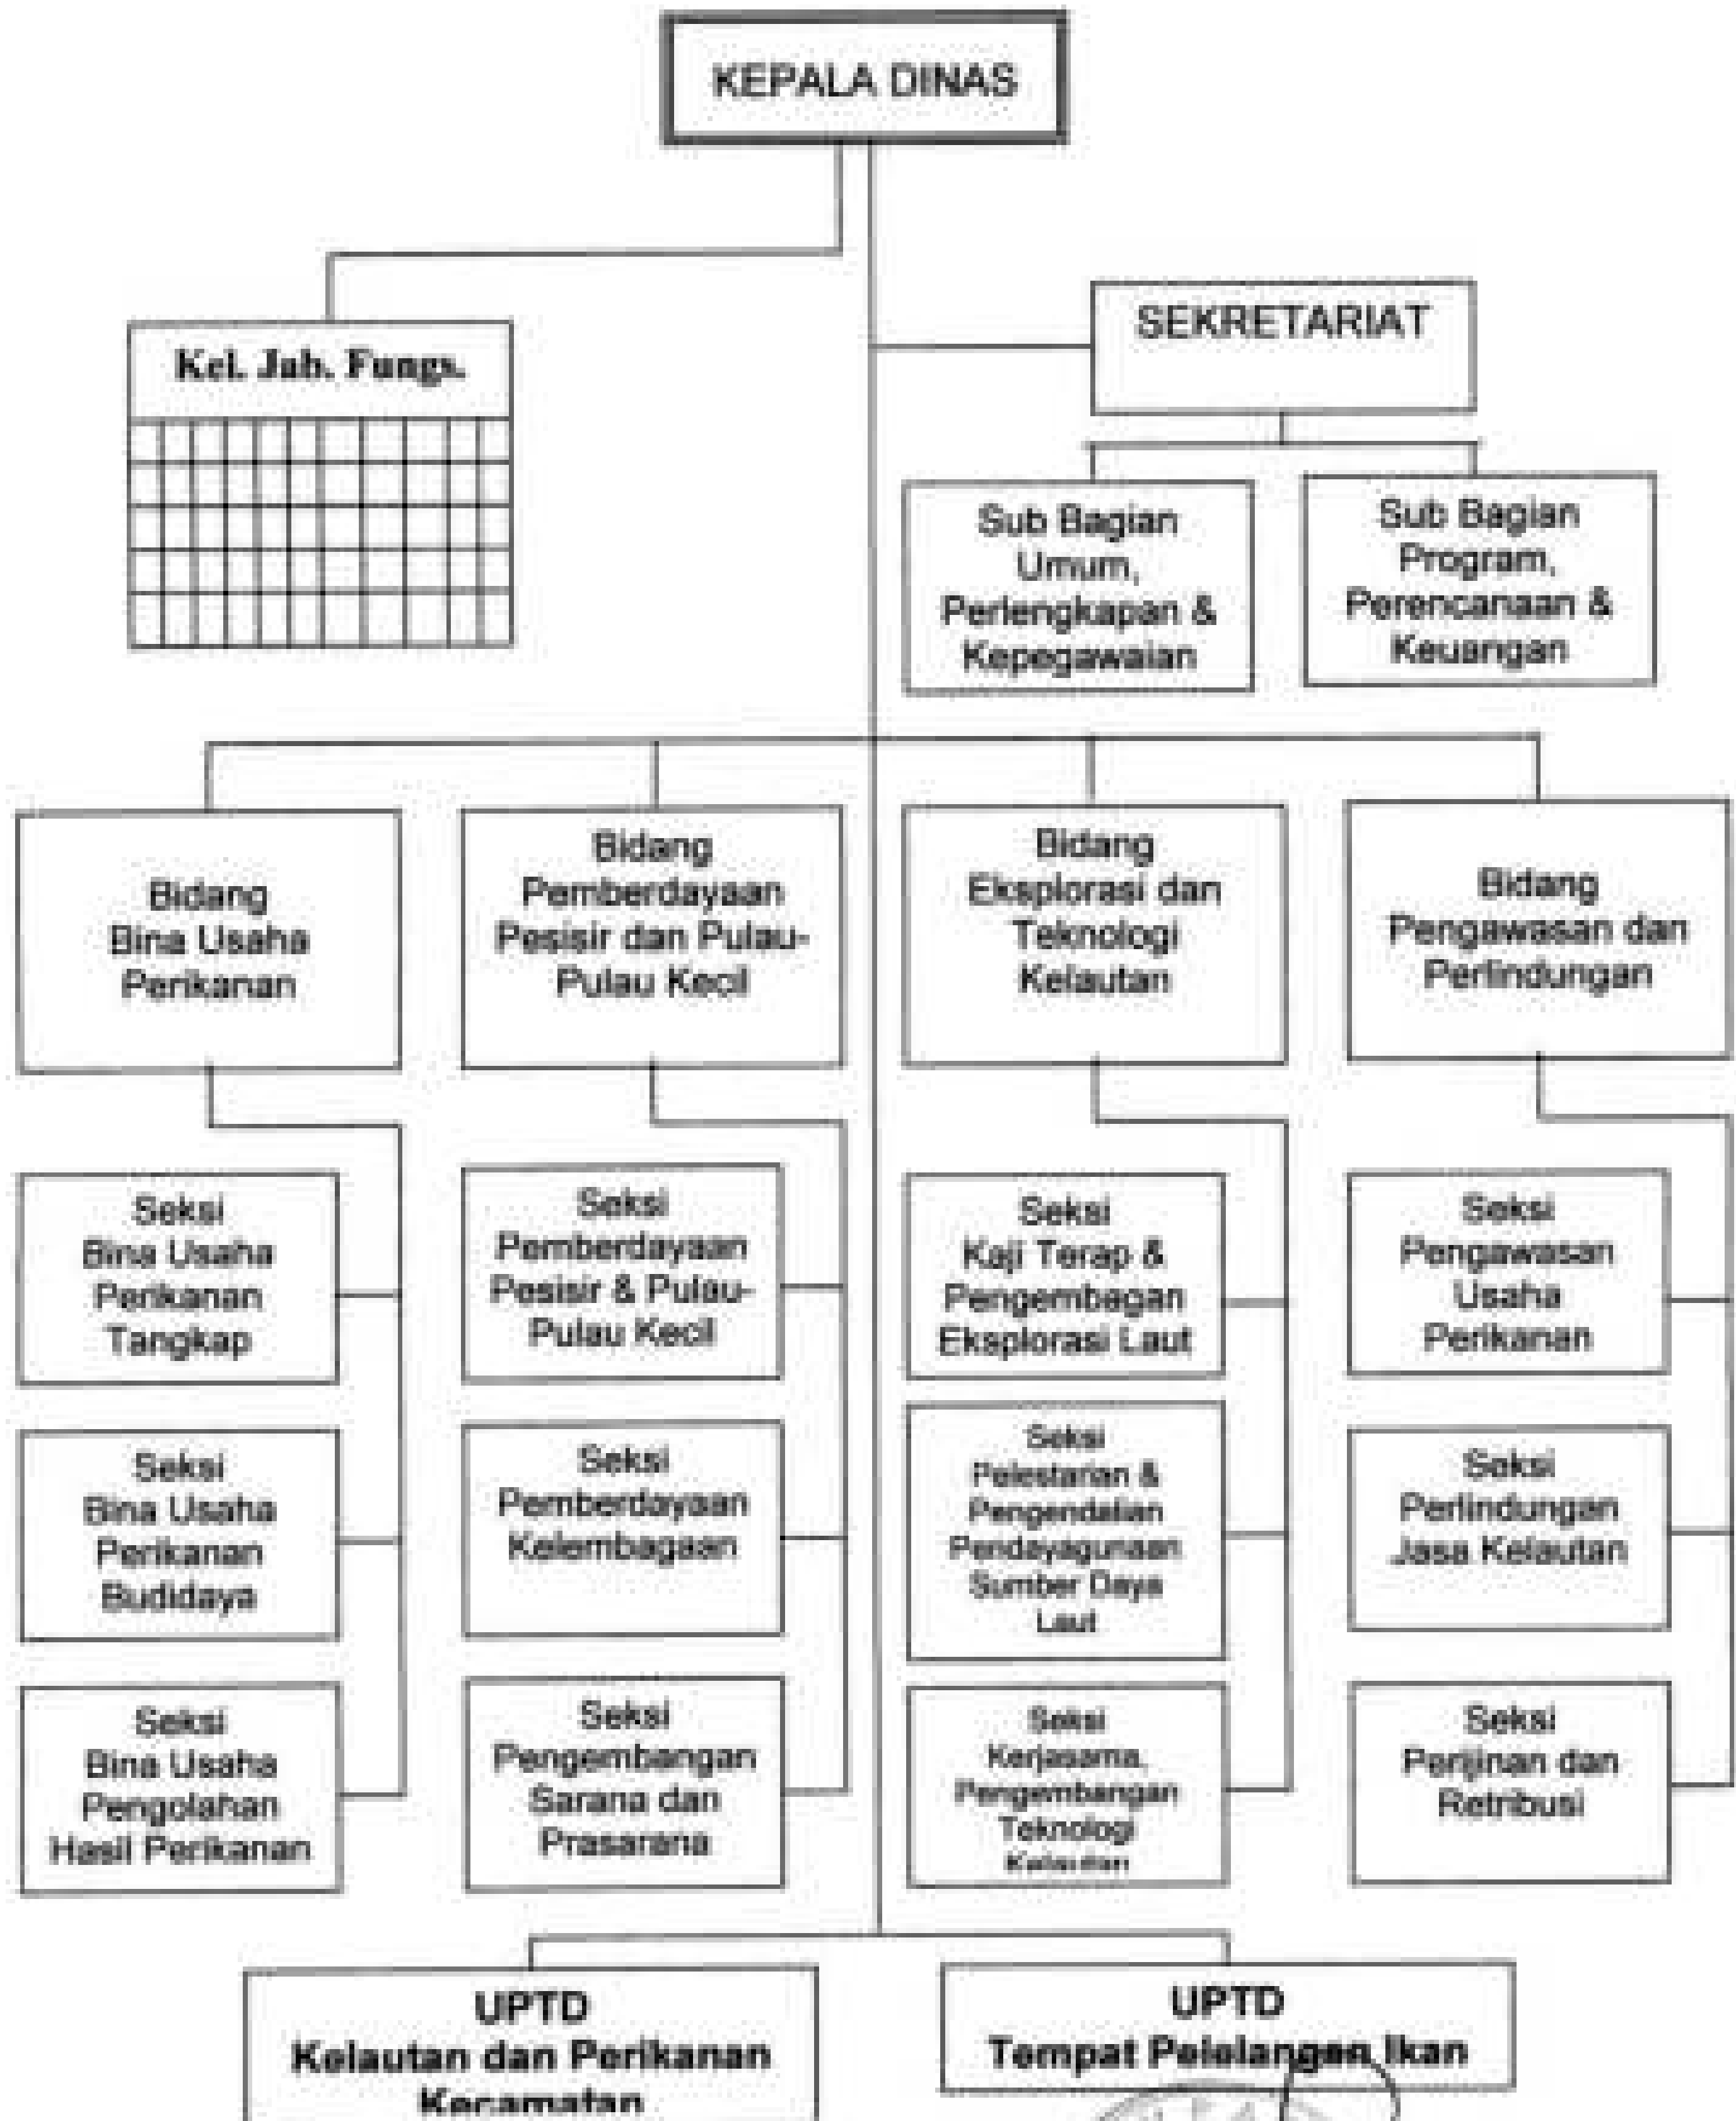 KEPALA DINAS
Kel. Jab. Fungs.
SEKRETARIAT
Sub Bagian
Umum,
Perlengkapan &
Kepegawaian
Sub Bagian
Program,
Perencanaan &
Keuangan
Bidang
Bina Usaha
Perikanan
Bidang
Pemberdayaan
Pesisir dan Pulau-
Pulau Kecil
Bidang
Eksplorasi dan
Teknologi
Kelautan
Bidang
Pengawasan dan
Perlindungan
Seksi
Bina Usaha
Perikanan
Tangkap
Seksi
Pemberdayaan
Pesisir & Pulau-
Pulau Kecil
Seksi
Kaji Terap &
Pengembagan
Eksplorasi Laut
Seksi
Pengawasan
Usaha
Perikanan
Seksi
Bina Usaha
Perikanan
Budidaya
Seksi
Pemberdayaan
Kelembagaan
Seksi
Pelestarian &
Pengendalian
Pendayagunaan
Sumber Daya
Laut
Seksi
Perlindungan
Jasa Kelautan
Seksi
Bina Usaha
Pengolahan
Hasil Perikanan
Seksi
Pengembangan
Sarana dan
Prasarana
Seksi
Kerjasama,
Pengembangan
Teknologi
Kelautan
Seksi
Perijinan dan
Retribusi
UPTD
Kelautan dan Perikanan
Kecamatan
UPTD
Tempat Pelelangan Ikan